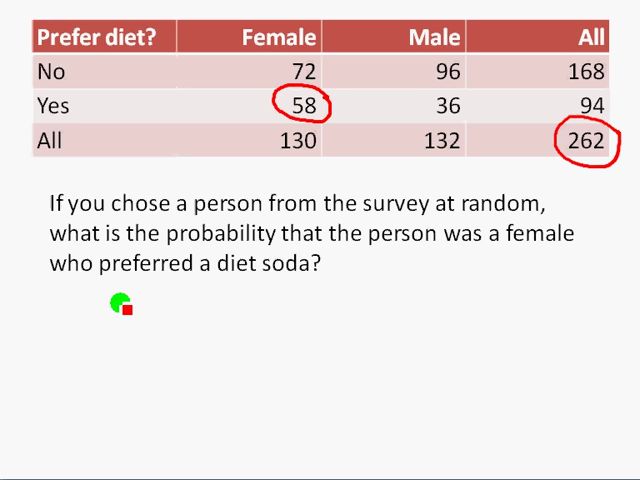 Prefer diet? Female Male All
No 72 96 168
Yes 58 36 94
All 130 132 262
If you chose a person from the survey at random,
what is the probability that the person was a female
who preferred a diet soda?